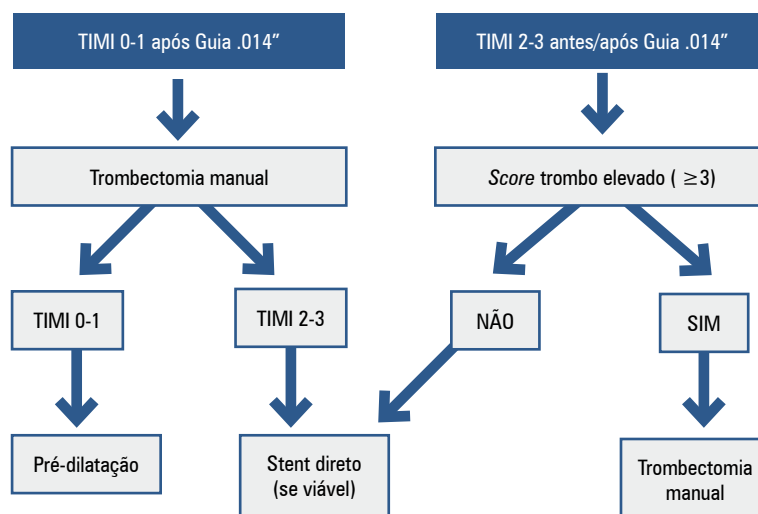 TIMI 0-1 após Guia .014”
TIMI 2-3 antes/após Guia .014”
Trombectomia manual
Score trombo elevado ( ≥3)
TIMI 0-1
TIMI 2-3
NÃO
SIM
Pré-dilatação
Stent direto
(se viável)
Trombectomia
manual